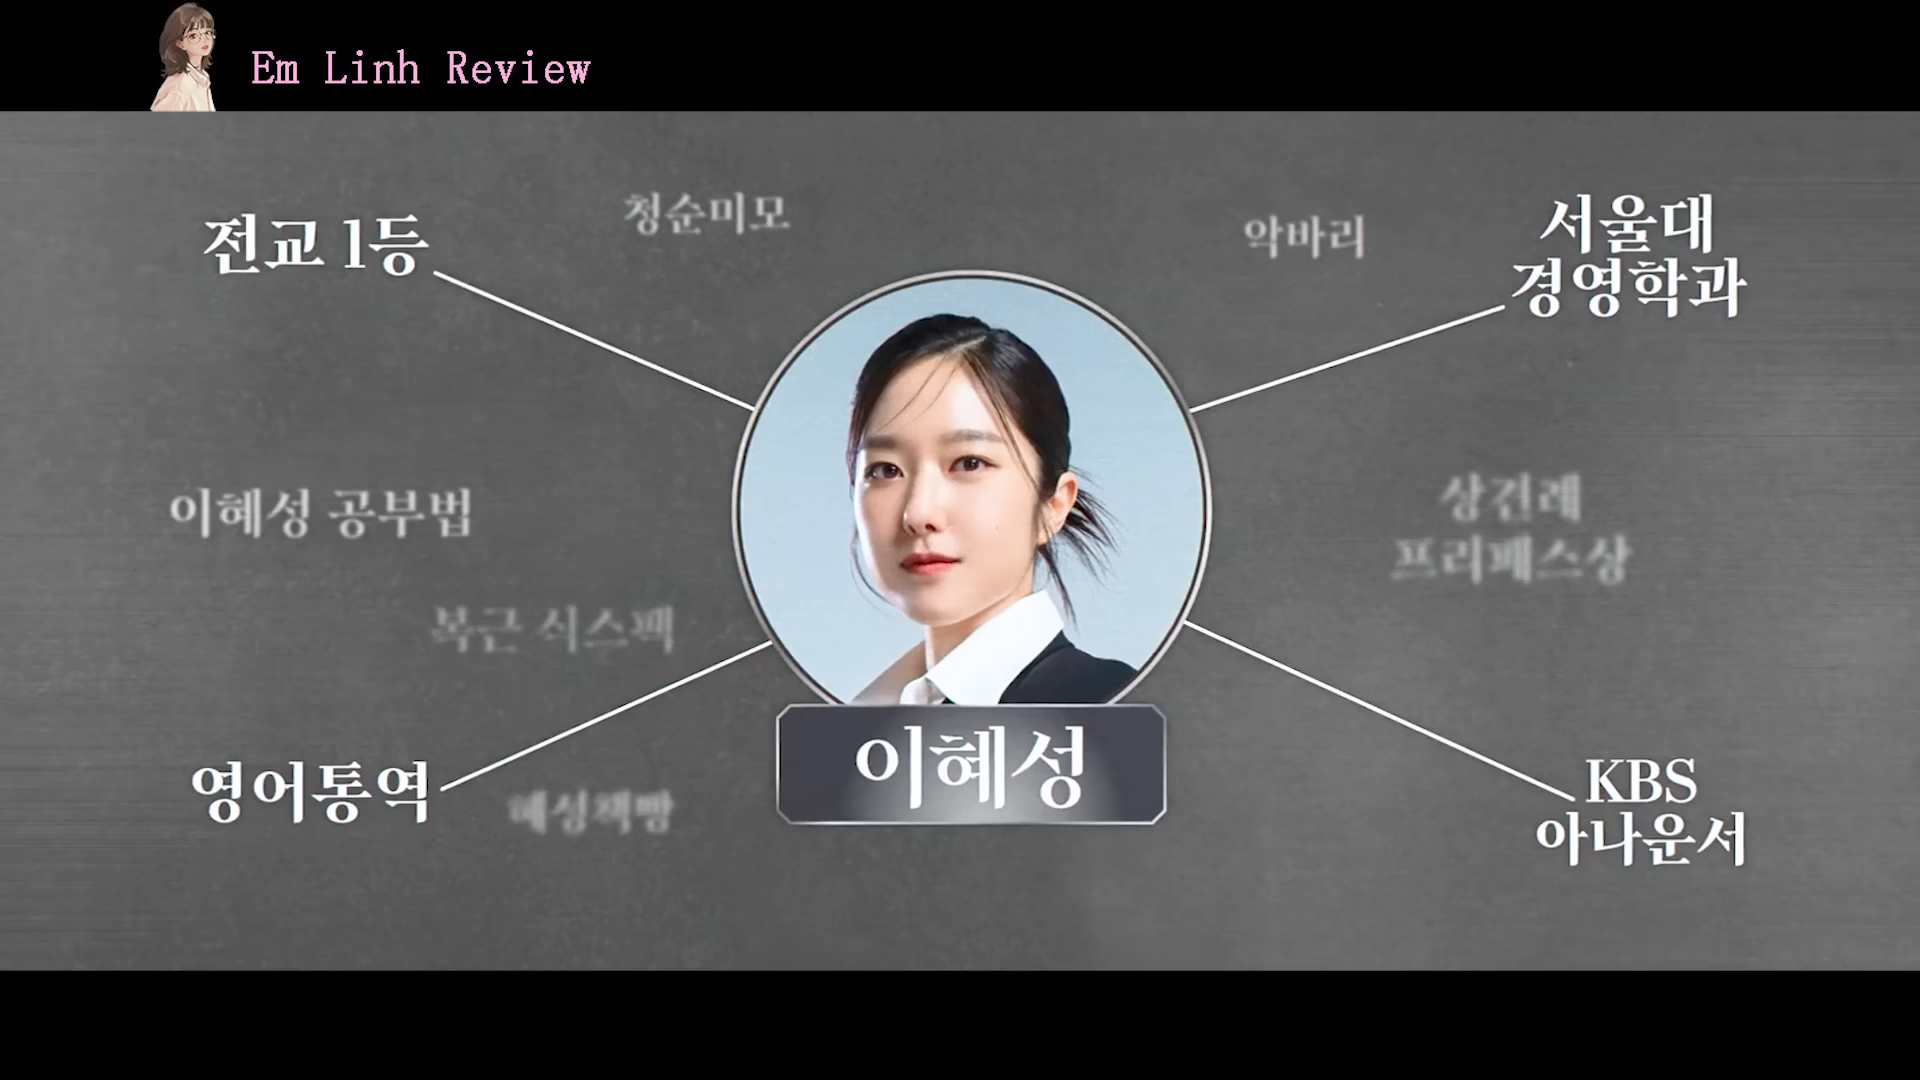 Em Linh Review
전교 1등
청순미모
악바리
서울대
경영학과
이혜성 공부법
상견례
프리패스상
복근 식스팩
영어통역
혜성책빵
이혜성
KBS
아나운서